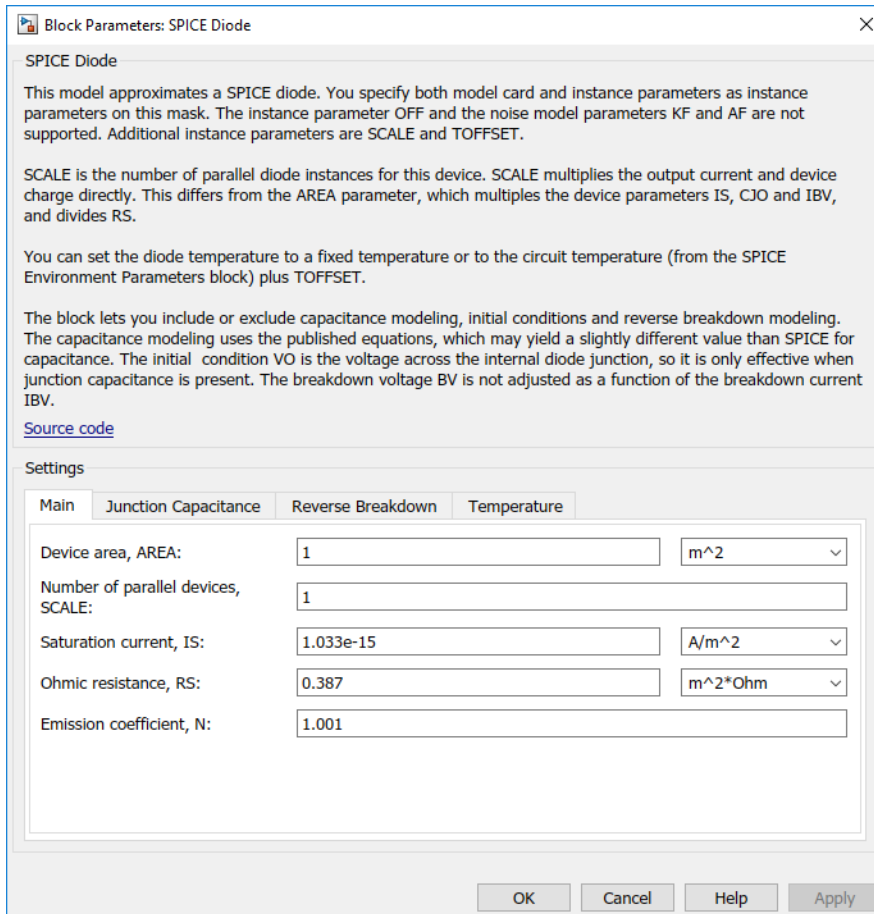 Block Parameters: SPICE Diode
SPICE Diode
This model approximates a SPICE diode. You specify both model card and instance parameters as instance
parameters on this mask. The instance parameter OFF and the noise model parameters KF and AF are not
supported. Additional instance parameters are SCALE and TOFFSET.
SCALE is the number of parallel diode instances for this device. SCALE multiplies the output current and device
charge directly. This differs from the AREA parameter, which multiples the device parameters IS, CJO and IBV,
and divides RS.
You can set the diode temperature to a fixed temperature or to the circuit temperature (from the SPICE
Environment Parameters block) plus TOFFSET.
The block lets you include or exclude capacitance modeling, initial conditions and reverse breakdown modeling.
The capacitance modeling uses the published equations, which may yield a slightly different value than SPICE for
capacitance. The initial  condition VO is the voltage across the internal diode junction, so it is only effective when
junction capacitance is present. The breakdown voltage BV is not adjusted as a function of the breakdown current
IBV.
Source code
Settings
Main Junction Capacitance Reverse Breakdown Temperature
Device area, AREA: 1 m^2
Number of parallel devices,
SCALE: 1
Saturation current, IS: 1.033e-15 A/m^2
Ohmic resistance, RS: 0.387 m^2*Ohm
Emission coefficient, N: 1.001
OK Cancel Help Apply